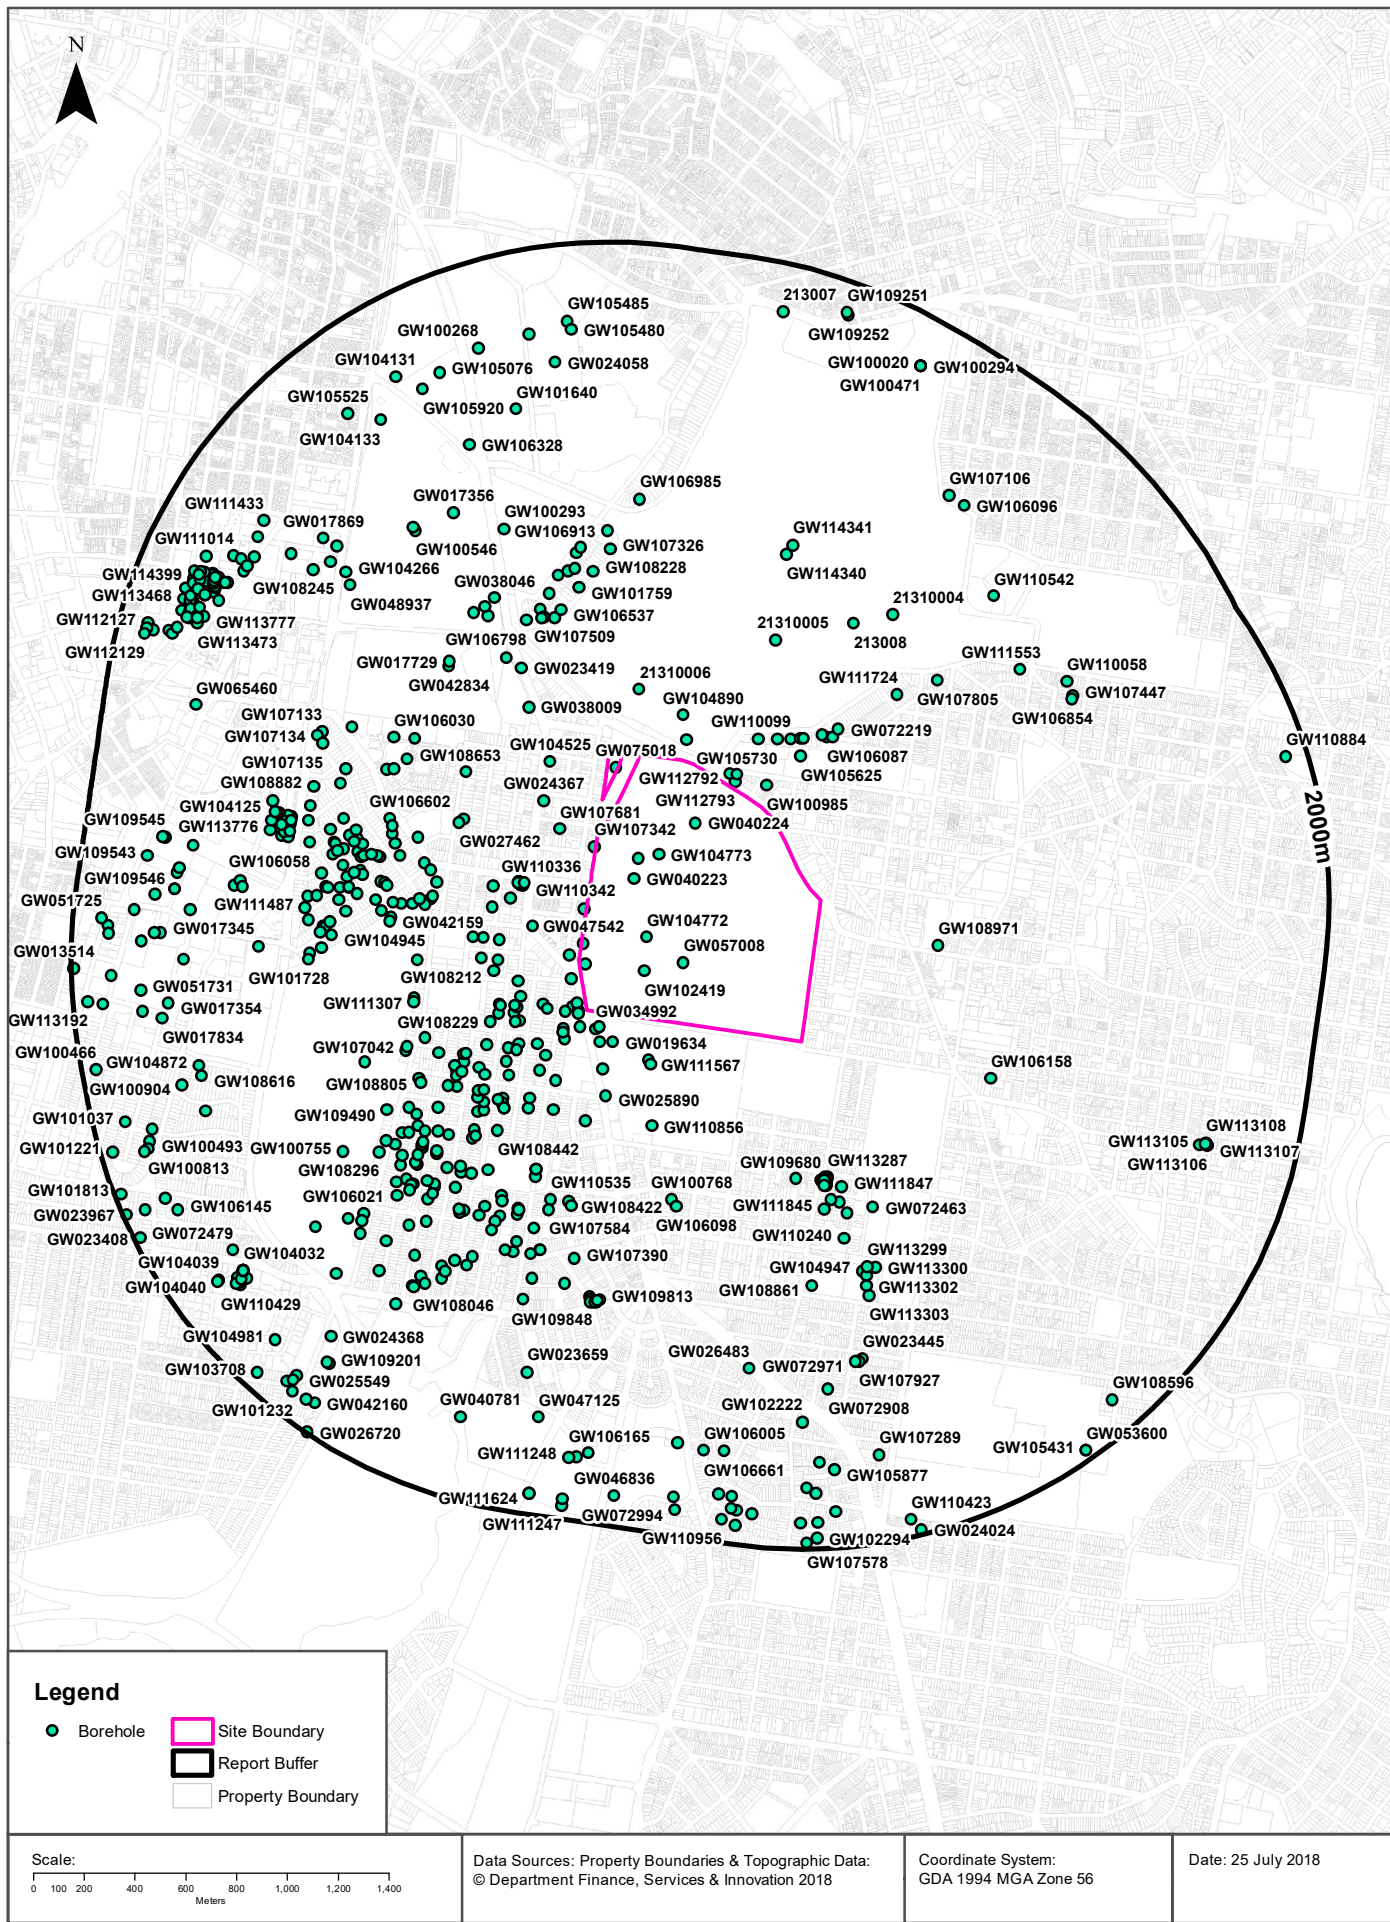 N
GW105485
213007
GW109251
GW100268
GW105480
GW109252
GW104131
GW105076
GW024058
GW100020
GW100294
GW100471
GW105525
GW105920
GW101640
GW104133
GW106328
GW106985
GW107106
GW106096
GW111433
GW017356
GW017869
GW100293
GW106913
GW114341
GW111014
GW100546
GW107326
GW114399
GW104266
GW038046
GW108228
GW114340
GW113468
GW108245
GW101759
GW110542
GW048937
GW112127
GW113777
GW106537
21310004
GW112129
GW113473
GW106798
GW107509
21310005
213008
GW017729
GW023419
GW111553
GW042834
21310006
GW111724
GW110058
GW065460
GW104890
GW107805
GW107447
GW107133
GW038009
GW106854
GW107134
GW106030
GW110099
GW072219
GW104525
GW075018
GW106087
GW110884
GW107135
GW108653
GW105730
GW105625
GW108882
GW024367
GW112792
GW100985
2000m
GW104125
GW106602
GW107681
GW112793
GW109545
GW113776
GW027462
GW107342
GW040224
GW109543
GW106058
GW104773
GW109546
GW110336
GW040223
GW051725
GW111487
GW110342
GW017345
GW042159
GW047542
GW104772
GW108971
GW013514
GW104945
GW057008
GW101728
GW108212
GW102419
GW051731
GW017354
GW111307
GW113192
GW034992
GW017834
GW108229
GW100466
GW019634
GW104872
GW107042
GW111567
GW100904
GW108616
GW108805
GW106158
GW025890
GW101037
GW109490
GW110856
GW113108
GW101221
GW100493
GW100755
GW108442
GW113105
GW113107
GW100813
GW108296
GW109680
GW113287
GW113106
GW101813
GW106021
GW110535
GW100768
GW111847
GW023967
GW106145
GW108422
GW111845
GW072463
GW023408
GW072479
GW107584
GW106098
GW110240
GW104039
GW104032
GW107390
GW113299
GW104040
GW104947
GW113300
GW110429
GW108046
GW109813
GW108861
GW113302
GW109848
GW113303
GW104981
GW024368
GW023445
GW103708
GW109201
GW023659
GW026483
GW072971
GW025549
GW107927
GW101232
GW042160
GW040781
GW047125
GW102222
GW072908
GW108596
GW026720
GW106165
GW106005
GW107289
GW105431
GW053600
GW111248
GW106661
GW105877
GW046836
GW111624
GW072994
GW110423
GW111247
GW110956
GW102294
GW024024
GW107578
Legend
Borehole
Site Boundary
Report Buffer
Property Boundary
Scale:
0 100 200 400 600 800 1,000 1,200 1,400
Meters
Data Sources: Property Boundaries & Topographic Data:
© Department Finance, Services & Innovation 2018
Coordinate System:
GDA 1994 MGA Zone 56
Date: 25 July 2018